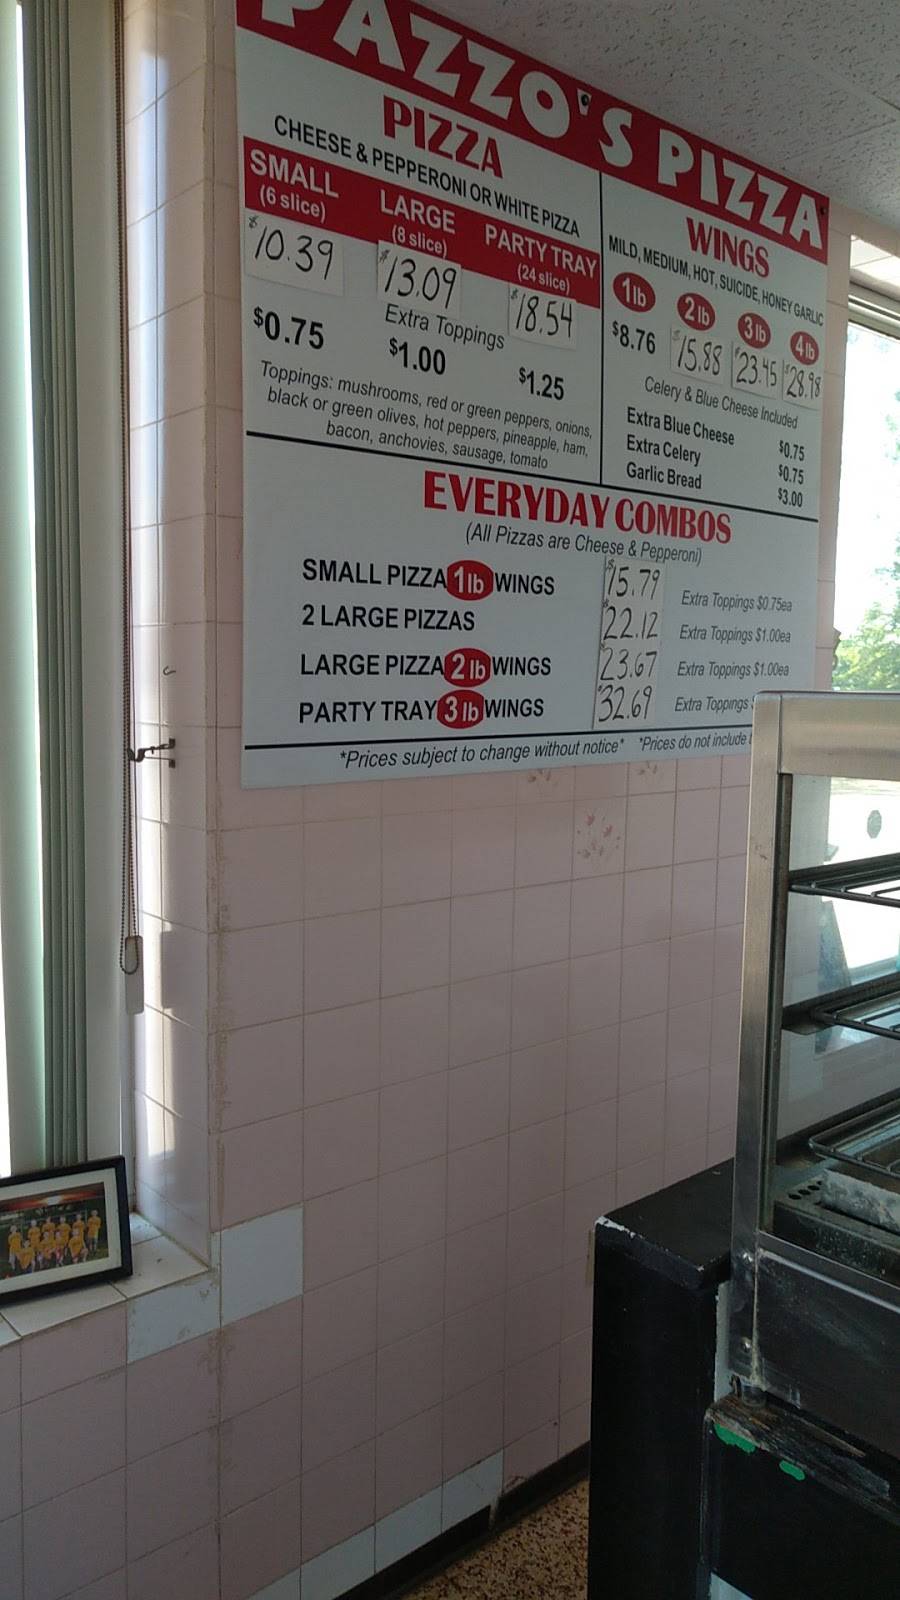 PAZZO'S PIZZA
PIZZA
CHEESE & PEPPERONI OR WHITE PIZZA
SMALL
(6 slice)
LARGE
(8 slice)
PARTY TRAY
(24 slice)
$10.39
$13.09
$18.54
Extra Toppings
$0.75
$1.00
$1.25
Toppings: mushrooms, red or green peppers, onions,
black or green olives, hot peppers, pineapple, ham,
bacon, anchovies, sausage, tomato
WINGS
MILD, MEDIUM, HOT, SUICIDE, HONEY GARLIC
1lb 2lb 3lb 4lb
$8.76 $15.88 $23.45 $28.98
Celery & Blue Cheese Included
Extra Blue Cheese $0.75
Extra Celery $0.75
Garlic Bread $3.00
EVERYDAY COMBOS
(All Pizzas are Cheese & Pepperoni)
SMALL PIZZA 1lb WINGS $15.79 Extra Toppings $0.75ea
2 LARGE PIZZAS $22.12 Extra Toppings $1.00ea
LARGE PIZZA 2lb WINGS $23.67 Extra Toppings $1.00ea
PARTY TRAY 3lb WINGS $32.69 Extra Toppings $
*Prices subject to change without notice* *Prices do not include